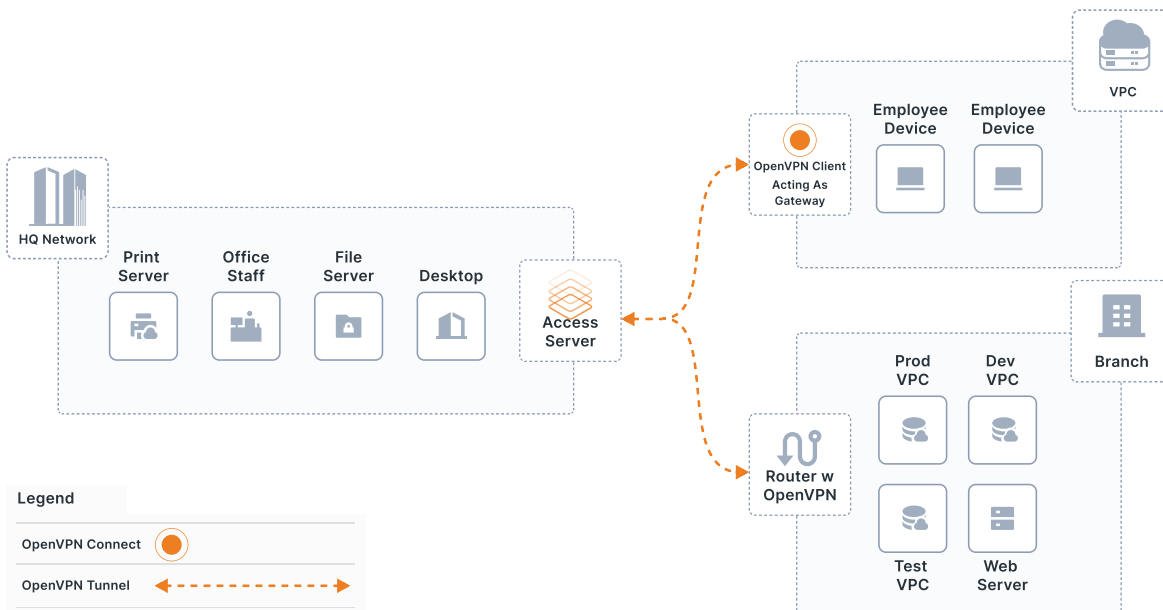 VPC
Employee
Device
Employee
Device
OpenVPN Client
Acting As
Gateway
HQ Network
Print
Server
Office
Staff
File
Server
Desktop
Access
Server
Branch
Prod
VPC
Dev
VPC
Router w
OpenVPN
Test
VPC
Web
Server
Legend
OpenVPN Connect
OpenVPN Tunnel